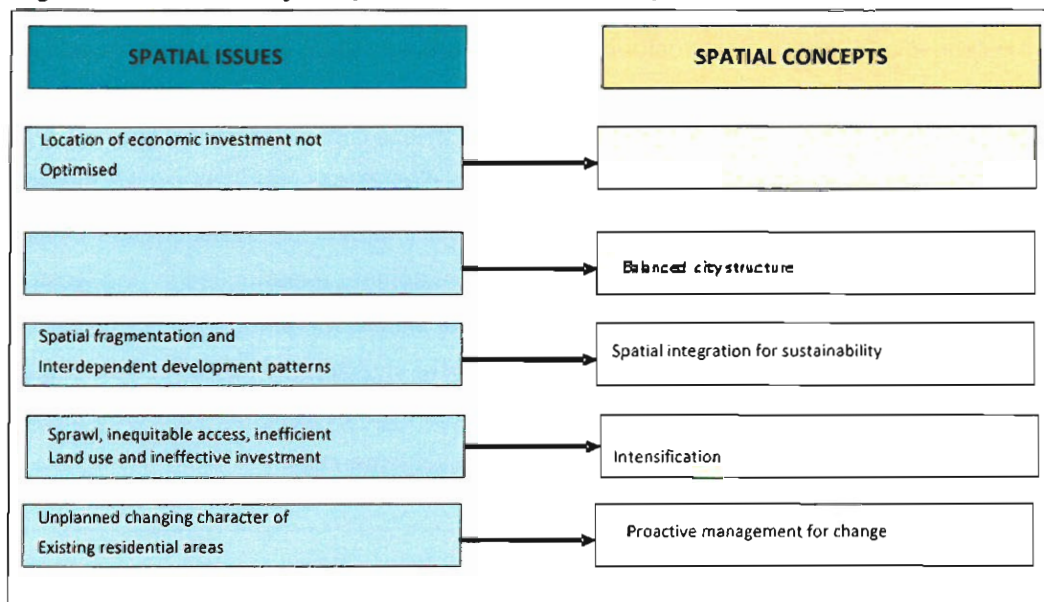 SPATIAL ISSUES
SPATIAL CONCEPTS
Location of economic investment not
Optimised
Balanced city structure
Spatial fragmentation and
Interdependent development patterns
Spatial integration for sustainability
Sprawl, inequitable access, inefficient
Land use and ineffective investment
Intensification
Unplanned changing character of
Existing residential areas
Proactive management for change